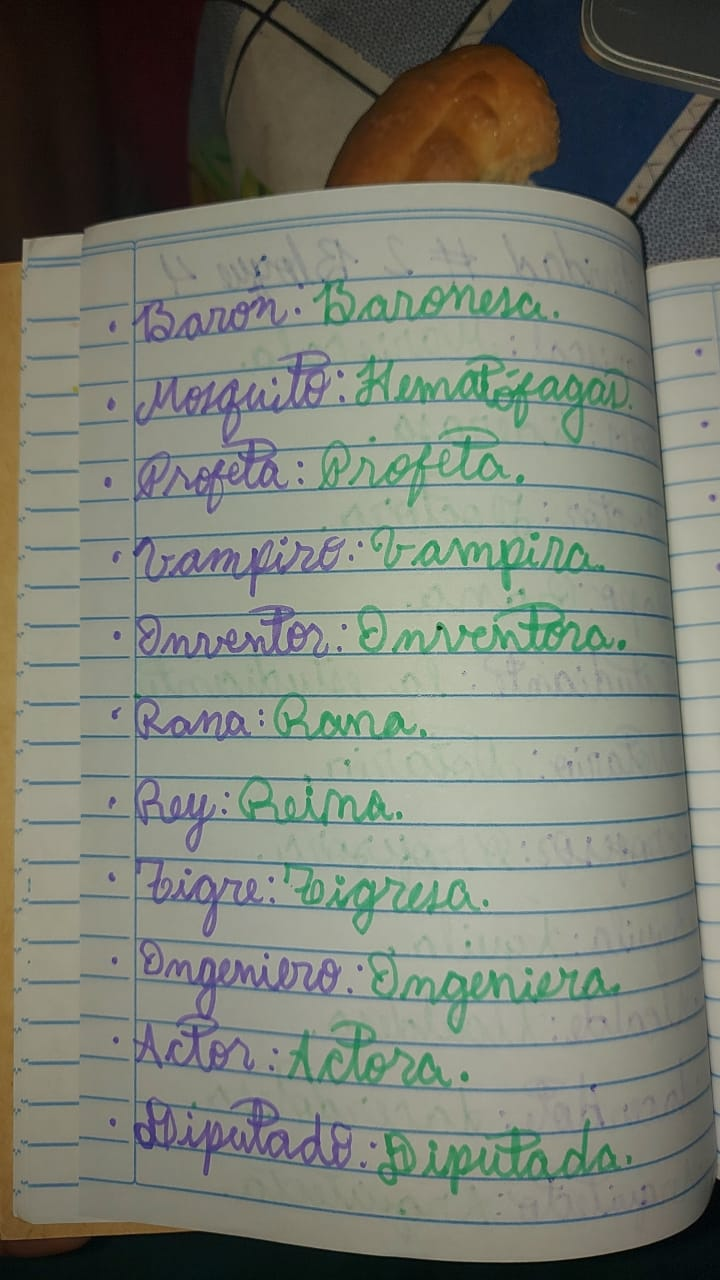 • Barón: Baronesa.
• Mosquito: Hematófagas.
• Profeta: Profeta.
• Vampiro: Vampira.
• Inventor: Inventora.
• Rana: Rana.
• Rey: Reina.
• Tigre: Tigresa.
• Ingeniero: Ingeniera.
• Actor: Actora.
• Diputado: Diputada.